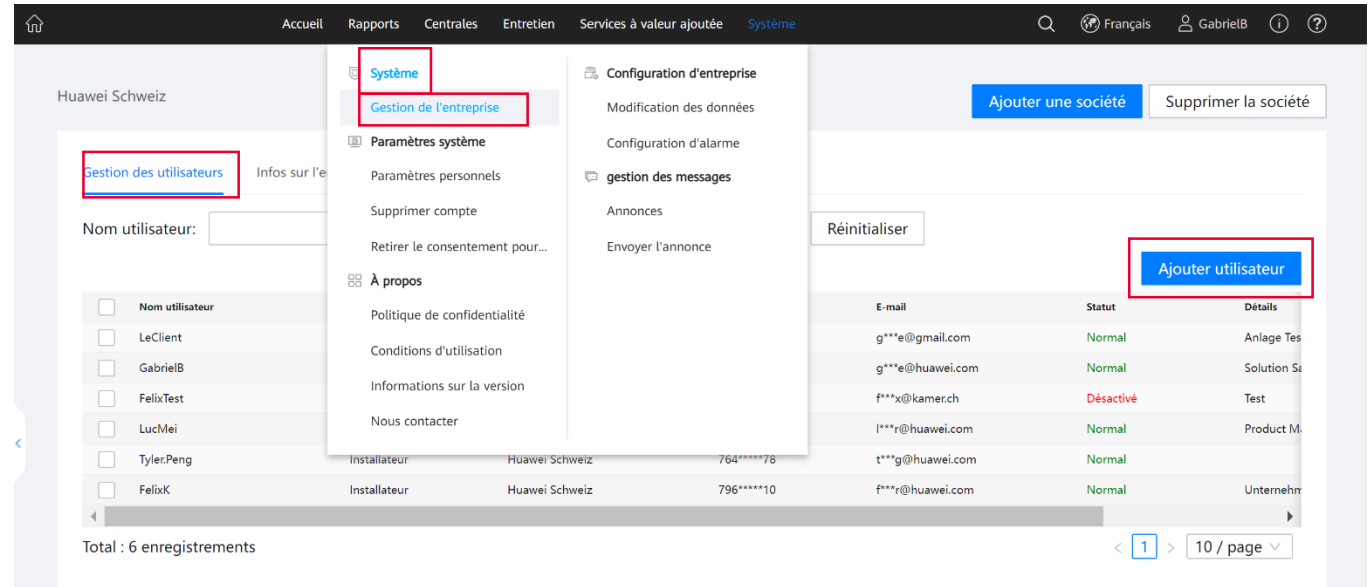 Accueil Rapports Centrales Entretien Services à valeur ajoutée Système Français GabrielB
Huawei Schweiz
Ajouter une société Supprimer la société
Système
Gestion de l'entreprise
Paramètres système
Paramètres personnels
Supprimer compte
Retirer le consentement pour...
À propos
Politique de confidentialité
Conditions d'utilisation
Informations sur la version
Nous contacter
Configuration d'entreprise
Modification des données
Configuration d'alarme
gestion des messages
Annonces
Envoyer l'annonce
Gestion des utilisateurs Infos sur l'e
Nom utilisateur: Réinitialiser
Ajouter utilisateur
Nom utilisateur E-mail Statut Détails
LeClient g***e@gmail.com Normal Anlage Tes
GabrielB g***e@huawei.com Normal Solution Sa
FelixTest f***x@kamer.ch Désactivé Test
LucMei l***r@huawei.com Normal Product Ma
Tyler.Peng Installateur Huawei Schweiz 764*****78 t***g@huawei.com Normal
FelixK Installateur Huawei Schweiz 796*****10 f***r@huawei.com Normal Unternehm
Total : 6 enregistrements < 1 > 10 / page